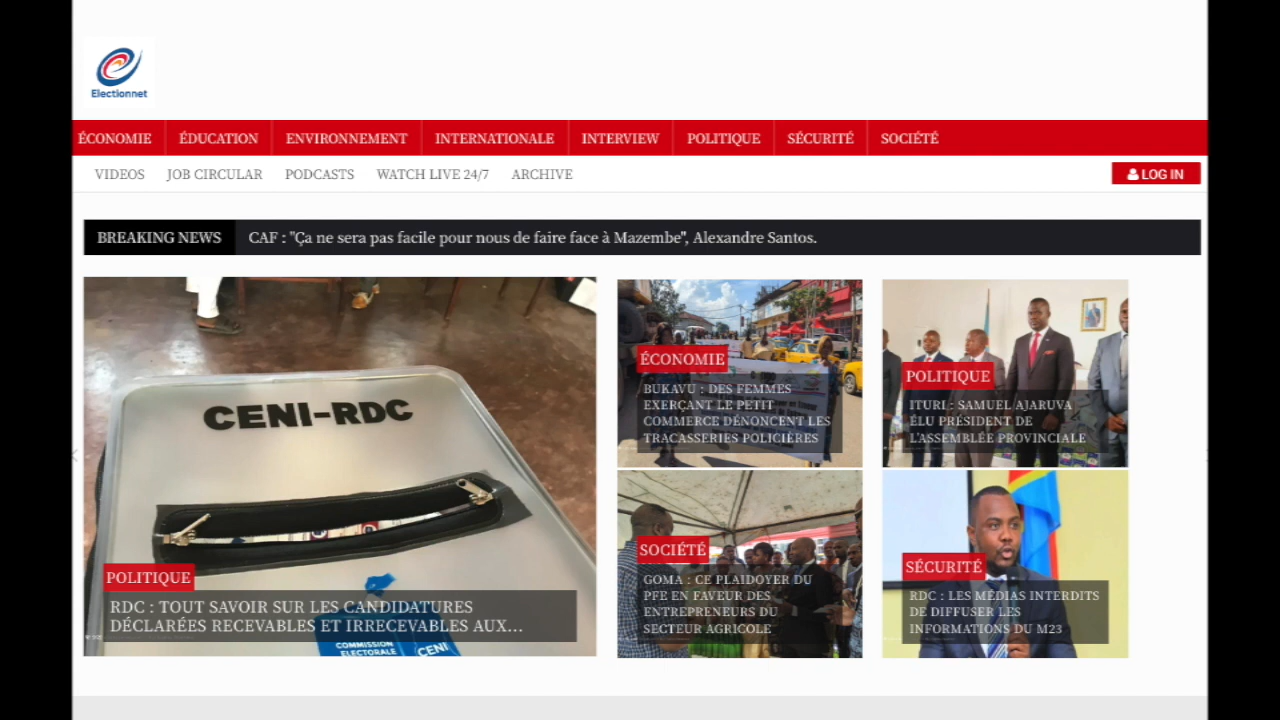 Electionnet
ÉCONOMIE
ÉDUCATION
ENVIRONNEMENT
INTERNATIONALE
INTERVIEW
POLITIQUE
SÉCURITÉ
SOCIÉTÉ
VIDEOS
JOB CIRCULAR
PODCASTS
WATCH LIVE 24/7
ARCHIVE
LOG IN
BREAKING NEWS
CAF : "Ça ne sera pas facile pour nous de faire face à Mazembe", Alexandre Santos.
CENI-RDC
POLITIQUE
RDC : TOUT SAVOIR SUR LES CANDIDATURES
DÉCLARÉES RECEVABLES ET IRRECEVABLES AUX...
COMMISSION
ELECTORALE
CENI
ÉCONOMIE
BUKAVU : DES FEMMES
EXERÇANT LE PETIT
COMMERCE DÉNONCENT LES
TRACASSERIES POLICIÈRES
POLITIQUE
ITURI : SAMUEL AJARUVA
ÉLU PRÉSIDENT DE
L'ASSEMBLÉE PROVINCIALE
SOCIÉTÉ
GOMA : CE PLAIDOYER DU
PFE EN FAVEUR DES
ENTREPRENEURS DU
SECTEUR AGRICOLE
SÉCURITÉ
RDC : LES MÉDIAS INTERDITS
DE DIFFUSER LES
INFORMATIONS DU M23